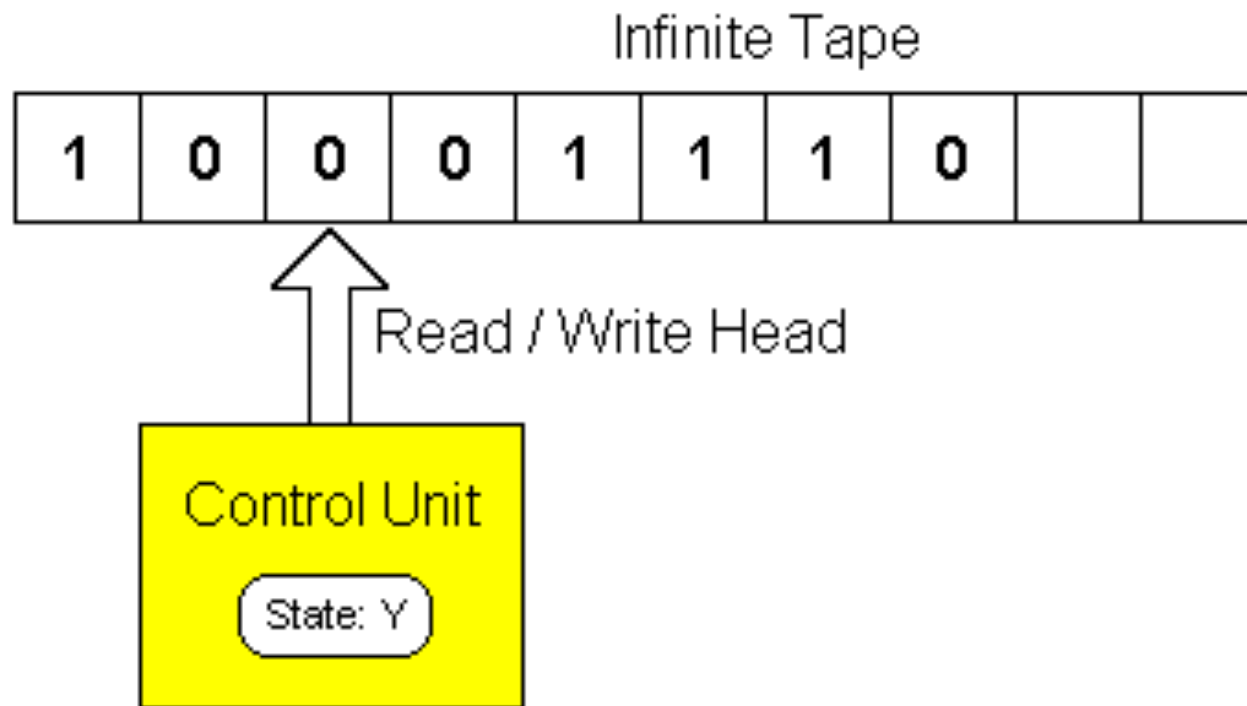 Infinite Tape
1 0 0 0 1 1 1 0
Read / Write Head
Control Unit
State: Y